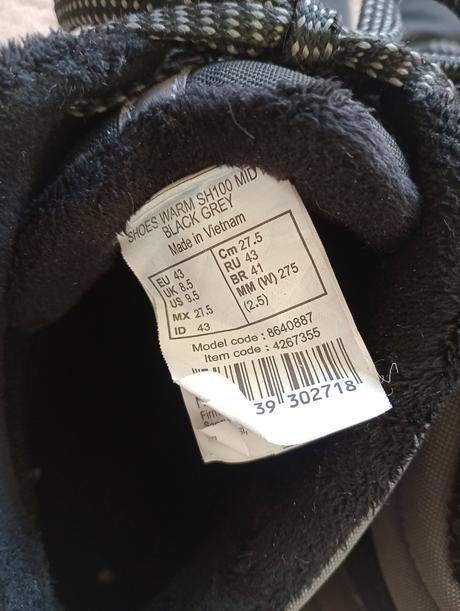 SHOES WARM SH100 MID
BLACK GREY
Made in Vietnam
EU 43
UK 8.5
US 9.5
MX 27.5
ID 43
Cm 27.5
RU 43
BR 41
MM (W) 275
(2.5)
Model code : 8640887
Item code : 4267355
39 302718